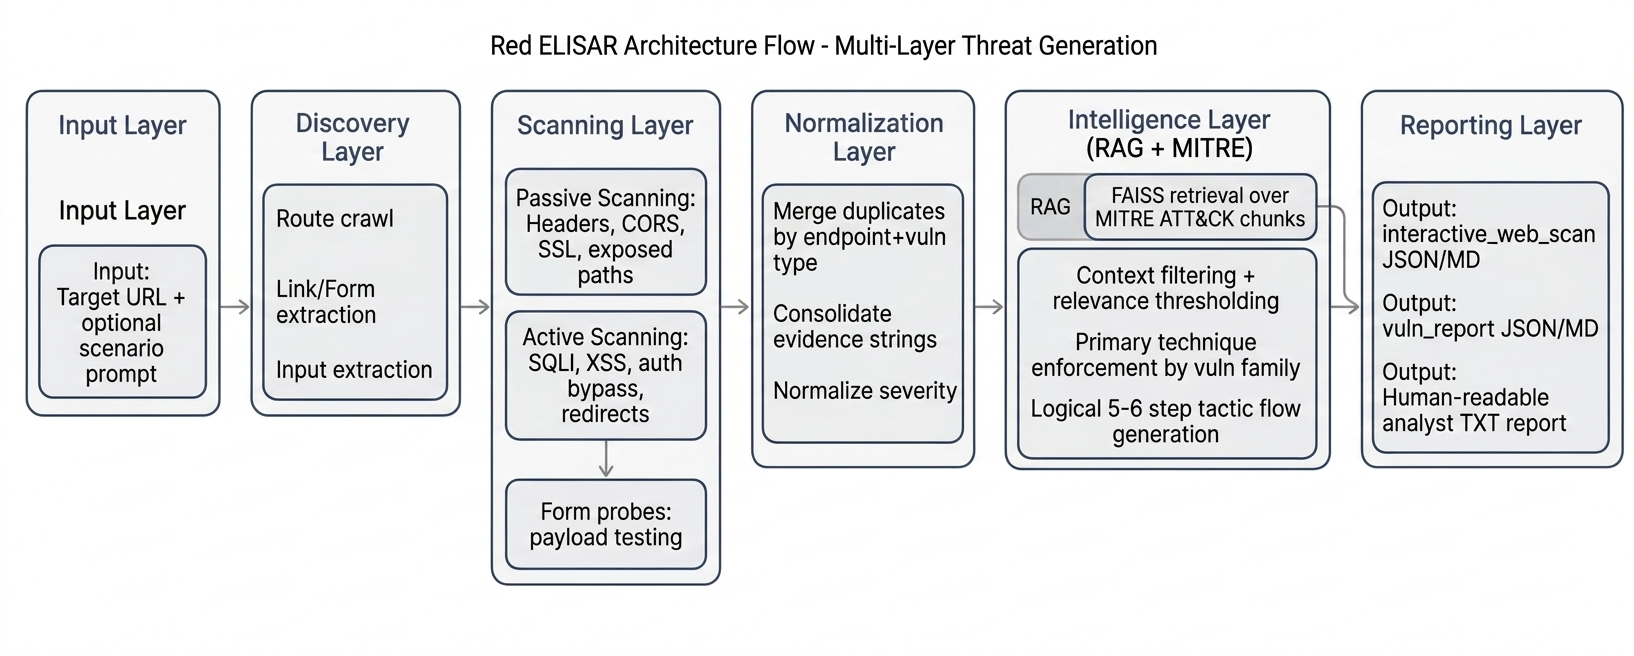 Red ELISAR Architecture Flow - Multi-Layer Threat Generation
Input Layer
Input Layer
Input:
Target URL +
optional
scenario
prompt
Discovery
Layer
Route crawl
Link/Form
extraction
Input extraction
Scanning Layer
Passive Scanning:
Headers, CORS,
SSL, exposed
paths
Active Scanning:
SQLI, XSS, auth
bypass,
redirects
Form probes:
payload testing
Normalization
Layer
Merge duplicates
by endpoint+vuln
type
Consolidate
evidence strings
Normalize severity
Intelligence Layer
(RAG + MITRE)
RAG
FAISS retrieval over
MITRE ATT&CK chunks
Context filtering +
relevance thresholding
Primary technique
enforcement by vuln family
Logical 5-6 step tactic flow
generation
Reporting Layer
Output:
interactive_web_scan
JSON/MD
Output:
vuln_report JSON/MD
Output:
Human-readable
analyst TXT report